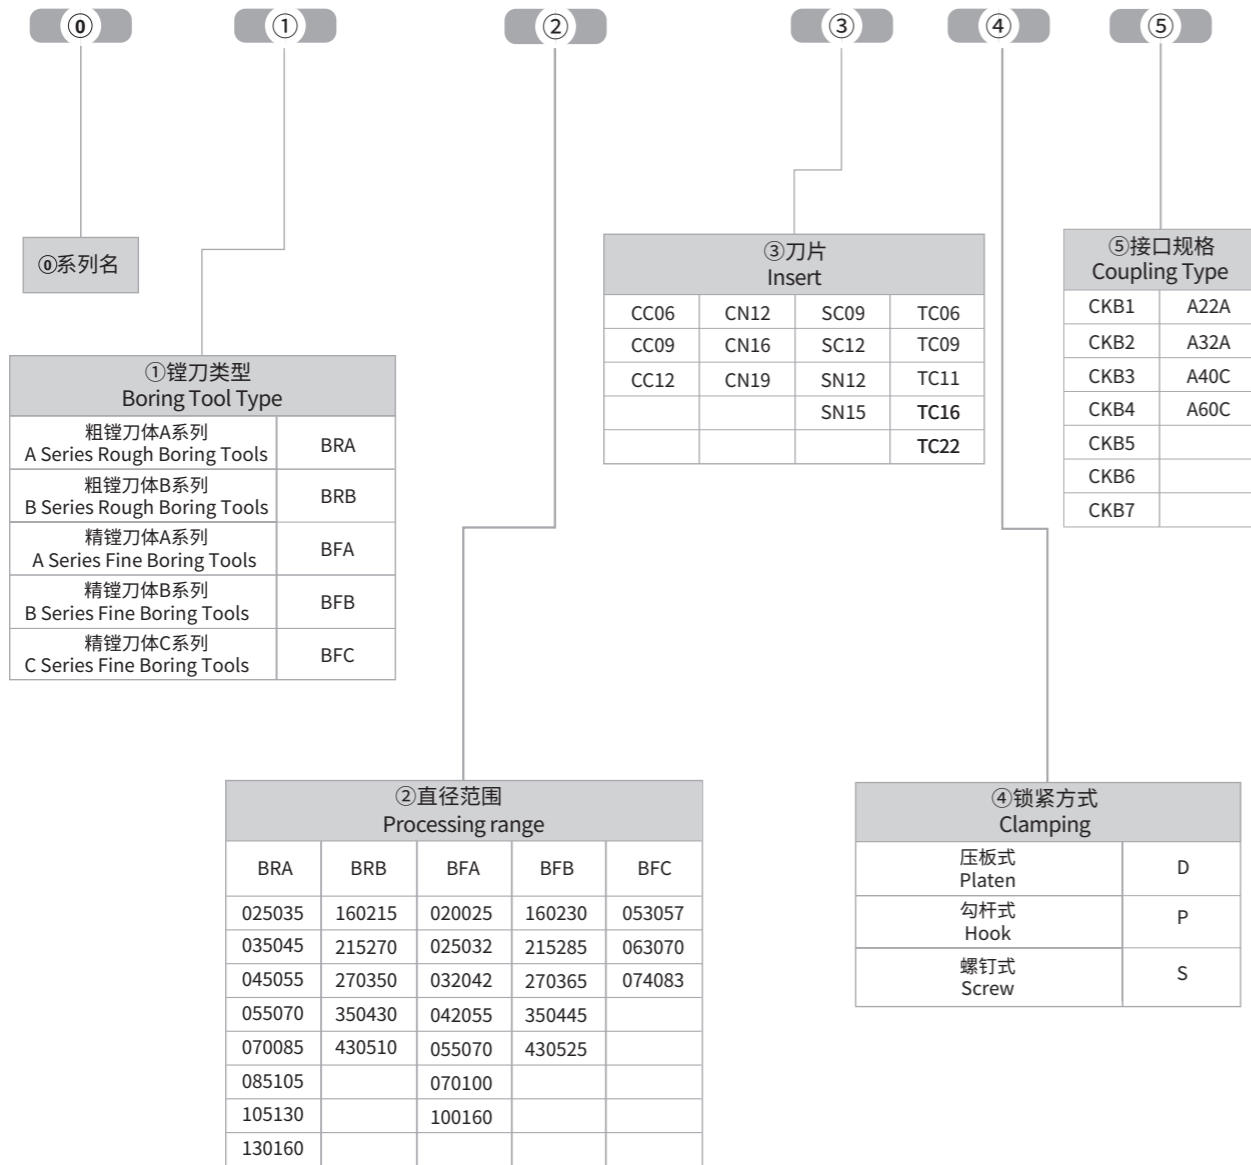 ⓪ ① ② ③ ④ ⑤
⓪系列名
①镗刀类型
Boring Tool Type
粗镗刀体A系列
A Series Rough Boring Tools BRA
粗镗刀体B系列
B Series Rough Boring Tools BRB
精镗刀体A系列
A Series Fine Boring Tools BFA
精镗刀体B系列
B Series Fine Boring Tools BFB
精镗刀体C系列
C Series Fine Boring Tools BFC
③刀片
Insert
CC06 CN12 SC09 TC06
CC09 CN16 SC12 TC09
CC12 CN19 SN12 TC11
SN15 TC16
TC22
⑤接口规格
Coupling Type
CKB1 A22A
CKB2 A32A
CKB3 A40C
CKB4 A60C
CKB5
CKB6
CKB7
②直径范围
Processing range
BRA BRB BFA BFB BFC
025035 160215 020025 160230 053057
035045 215270 025032 215285 063070
045055 270350 032042 270365 074083
055070 350430 042055 350445
070085 430510 055070 430525
085105 070100
105130 100160
130160
④锁紧方式
Clamping
压板式
Platen D
勾杆式
Hook P
螺钉式
Screw S